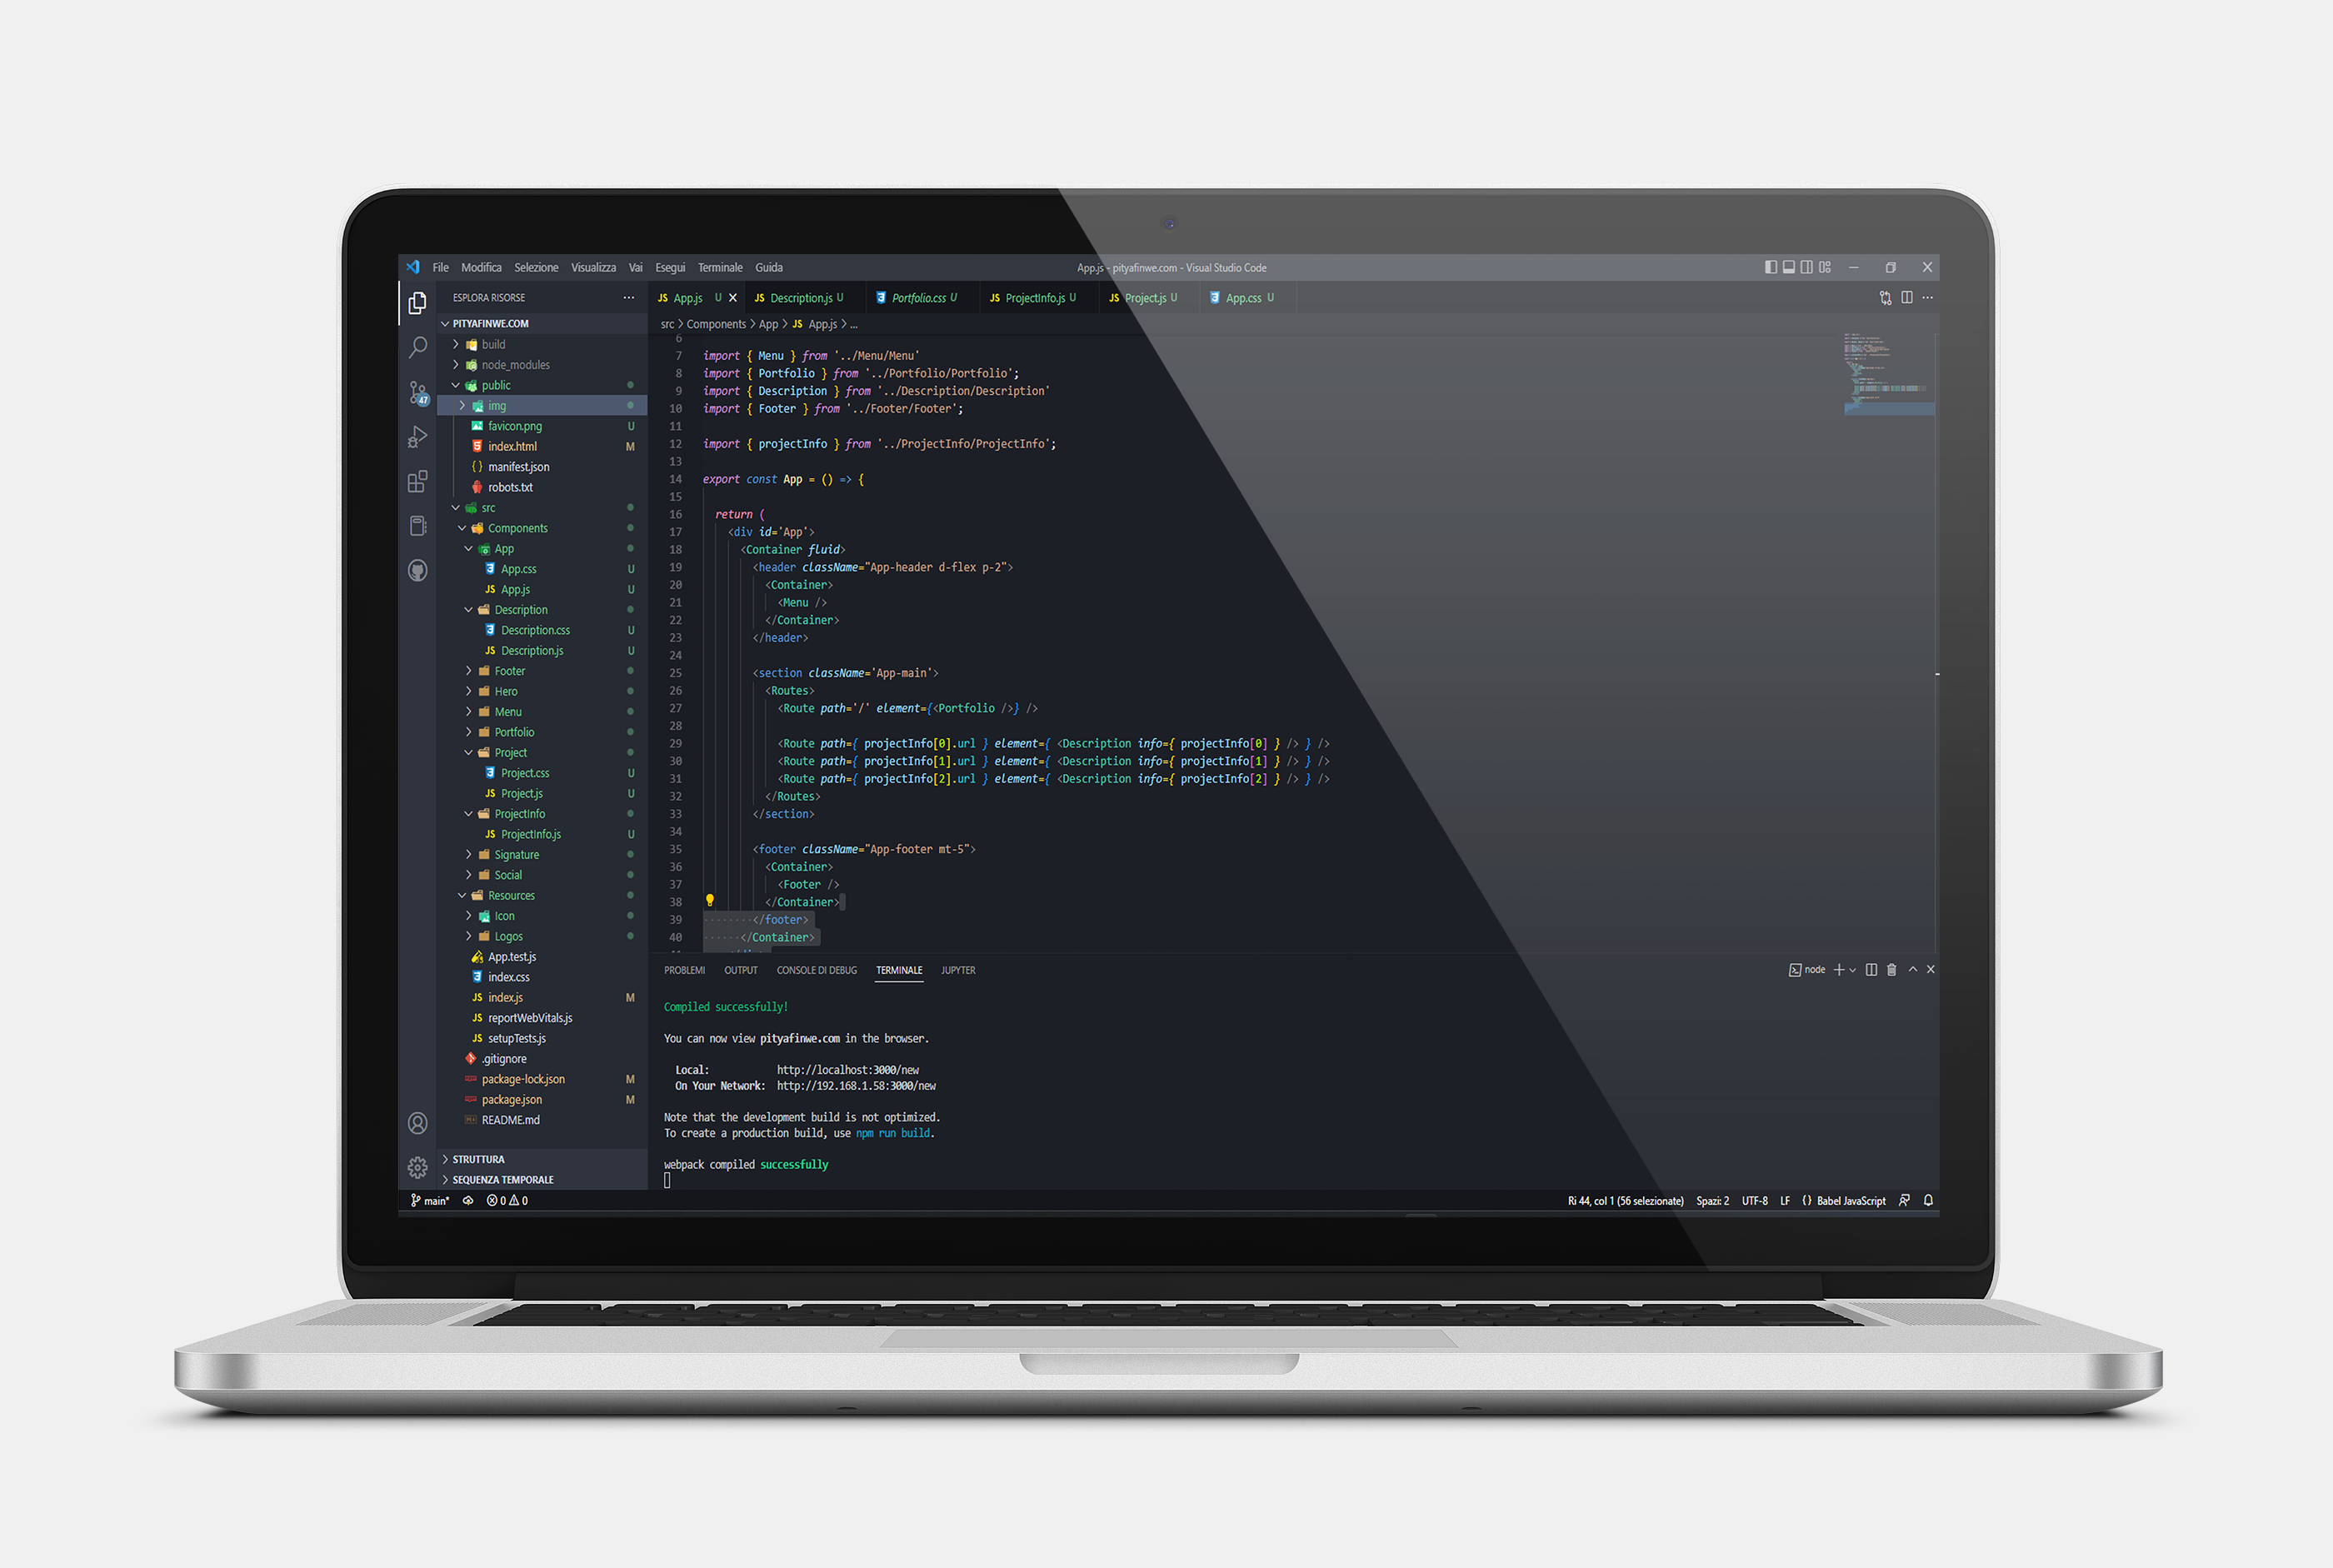 File Modifica Selezione Visualizza Vai Esegui Terminale Guida
App.js - pityafinwe.com - Visual Studio Code
ESPLORA RISORSE ...
PITYAFINWE.COM
build
node_modules
public
img
favicon.png U
index.html M
manifest.json
robots.txt
src
Components
App
App.css U
App.js U
Description
Description.css U
Description.js U
Footer
Hero
Menu
Portfolio
Project
Project.css U
Project.js U
ProjectInfo
ProjectInfo.js U
Signature
Social
Resources
Icon
Logos
App.test.js
index.css
index.js M
reportWebVitals.js
setupTests.js
.gitignore
package-lock.json M
package.json M
README.md
STRUTTURA
SEQUENZA TEMPORALE
47
JS App.js U JS Description.js U Portfolio.css U JS ProjectInfo.js U JS Project.js U App.css U
src > Components > App > JS App.js > ...
6
7 import { Menu } from '../Menu/Menu'
8 import { Portfolio } from '../Portfolio/Portfolio';
9 import { Description } from '../Description/Description'
10 import { Footer } from '../Footer/Footer';
11
12 import { projectInfo } from '../ProjectInfo/ProjectInfo';
13
14 export const App = () => {
15
16 return (
17 <div id='App'>
18 <Container fluid>
19 <header className="App-header d-flex p-2">
20 <Container>
21 <Menu />
22 </Container>
23 </header>
24
25 <section className='App-main'>
26 <Routes>
27 <Route path='/' element={<Portfolio />} />
28
29 <Route path={ projectInfo[0].url } element={ <Description info={ projectInfo[0] } /> } />
30 <Route path={ projectInfo[1].url } element={ <Description info={ projectInfo[1] } /> } />
31 <Route path={ projectInfo[2].url } element={ <Description info={ projectInfo[2] } /> } />
32 </Routes>
33 </section>
34
35 <footer className="App-footer mt-5">
36 <Container>
37 <Footer />
38 </Container>
39 </footer>
40 </Container>
PROBLEMI OUTPUT CONSOLE DI DEBUG TERMINALE JUPYTER
node
Compiled successfully!
You can now view pityafinwe.com in the browser.
Local: http://localhost:3000/new
On Your Network: http://192.168.1.58:3000/new
Note that the development build is not optimized.
To create a production build, use npm run build.
webpack compiled successfully
main* 0 0
Ri 44, col 1 (56 selezionate) Spazi: 2 UTF-8 LF {} Babel JavaScript